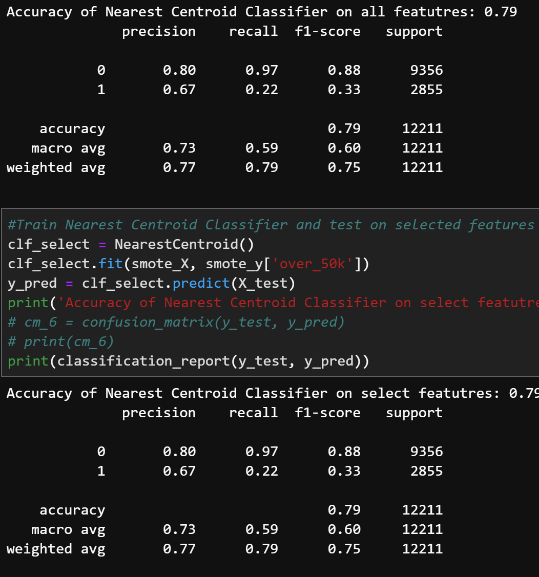 Accuracy of Nearest Centroid Classifier on all featutres: 0.79
precision recall f1-score support
0 0.80 0.97 0.88 9356
1 0.67 0.22 0.33 2855
accuracy 0.79 12211
macro avg 0.73 0.59 0.60 12211
weighted avg 0.77 0.79 0.75 12211
#Train Nearest Centroid Classifier and test on selected features
clf_select = NearestCentroid()
clf_select.fit(smote_X, smote_y['over_50k'])
y_pred = clf_select.predict(X_test)
print('Accuracy of Nearest Centroid Classifier on select featutre
# cm_6 = confusion_matrix(y_test, y_pred)
# print(cm_6)
print(classification_report(y_test, y_pred))
Accuracy of Nearest Centroid Classifier on select featutres: 0.79
precision recall f1-score support
0 0.80 0.97 0.88 9356
1 0.67 0.22 0.33 2855
accuracy 0.79 12211
macro avg 0.73 0.59 0.60 12211
weighted avg 0.77 0.79 0.75 12211